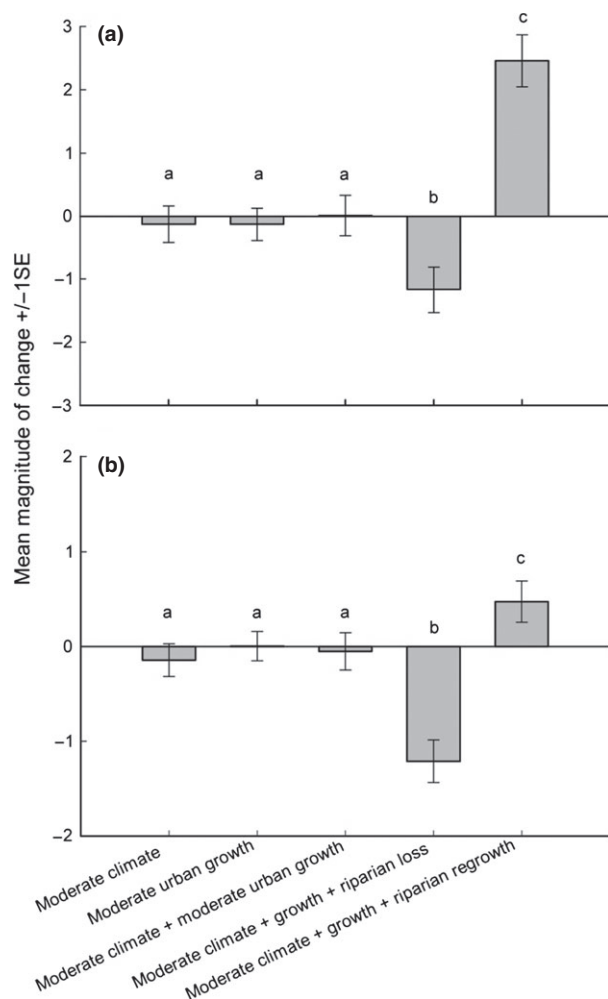 (a)
3
2
1
0
–1
–2
–3
a
a
a
b
c
Mean magnitude of change +/–1SE
(b)
2
1
0
–1
–2
a
a
a
b
c
Moderate climate
Moderate urban growth
Moderate climate + moderate urban growth
Moderate climate + growth + riparian loss
Moderate climate + growth + riparian regrowth